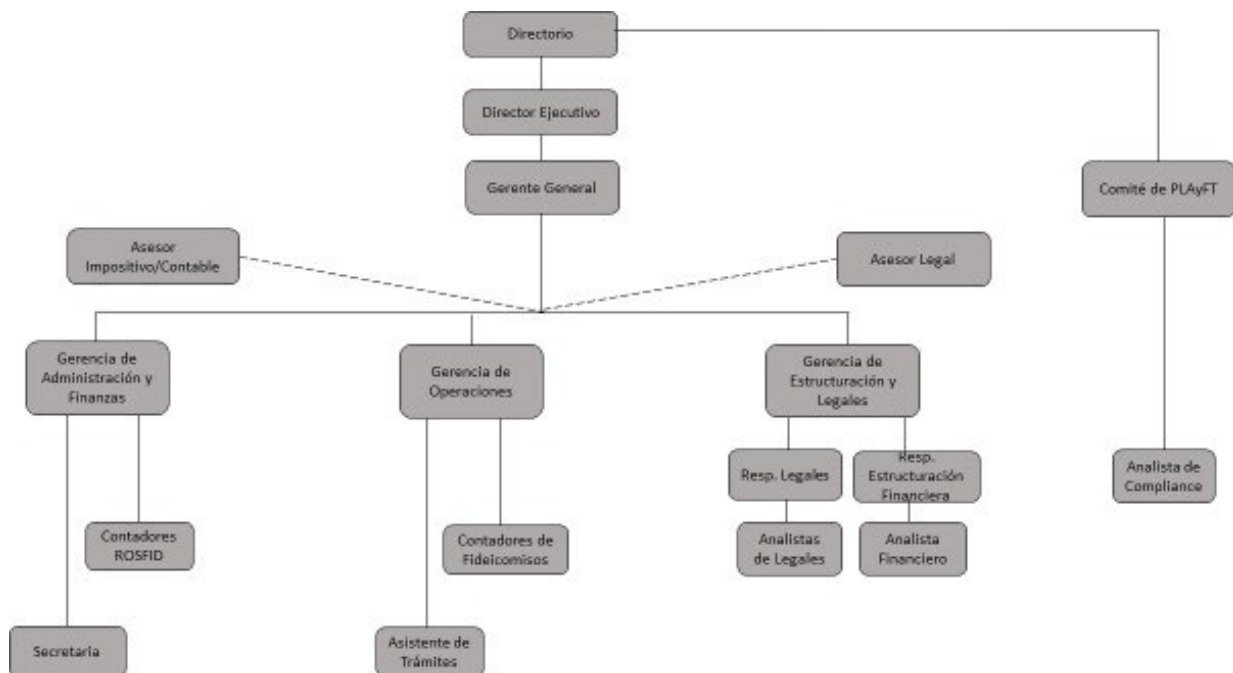 Directorio
Director Ejecutivo
Gerente General
Comité de PLAyFT
Asesor
Impositivo/Contable
Asesor Legal
Gerencia de
Administración y
Finanzas
Gerencia de
Operaciones
Gerencia de
Estructuración y
Legales
Resp. Legales
Resp.
Estructuración
Financiera
Analista de
Compliance
Contadores
ROSFID
Contadores de
Fideicomisos
Analistas
de Legales
Analista
Financiero
Secretaria
Asistente de
Trámites